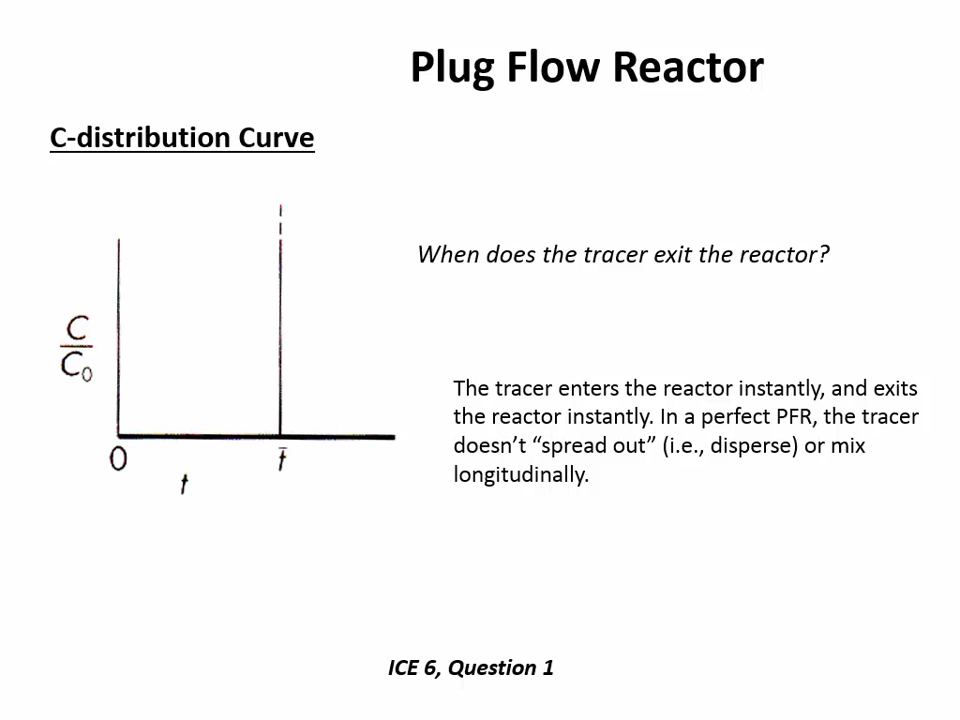 Plug Flow Reactor
C-distribution Curve
When does the tracer exit the reactor?
C
C₀
0
t̄
t
The tracer enters the reactor instantly, and exits
the reactor instantly. In a perfect PFR, the tracer
doesn’t “spread out” (i.e., disperse) or mix
longitudinally.
ICE 6, Question 1